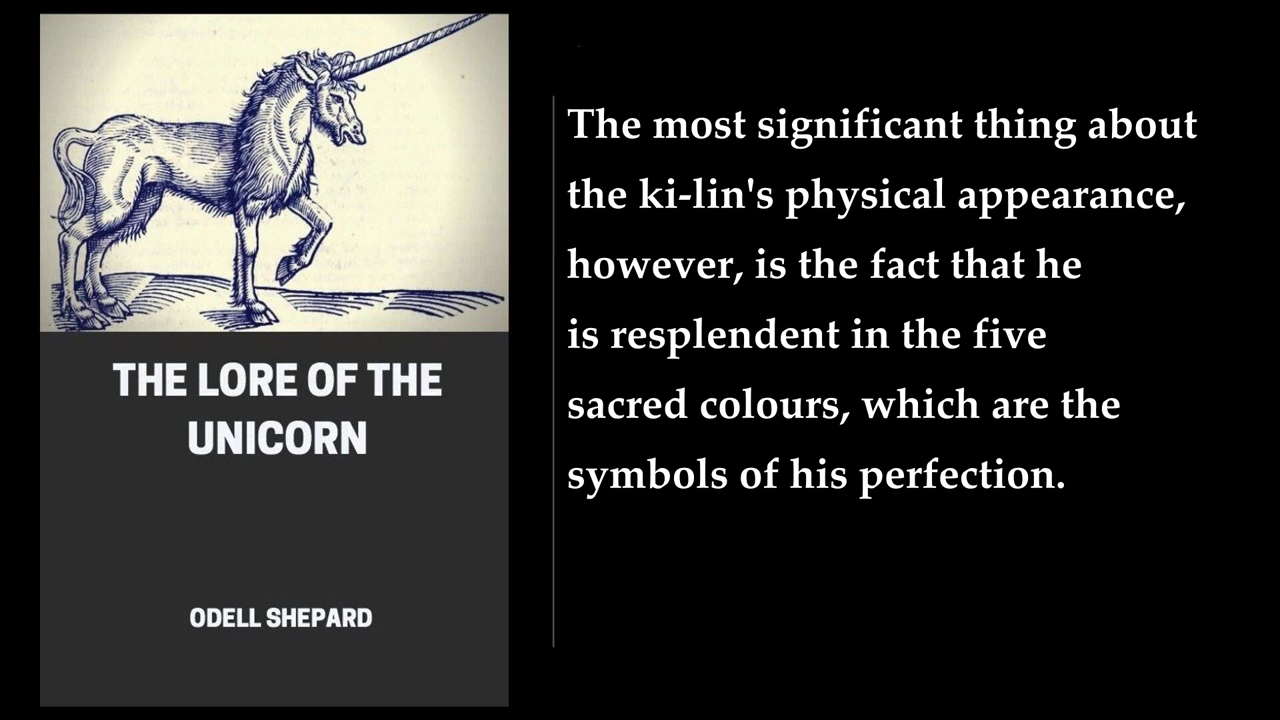 THE LORE OF THE
UNICORN
ODELL SHEPARD
The most significant thing about
the ki-lin's physical appearance,
however, is the fact that he
is resplendent in the five
sacred colours, which are the
symbols of his perfection.